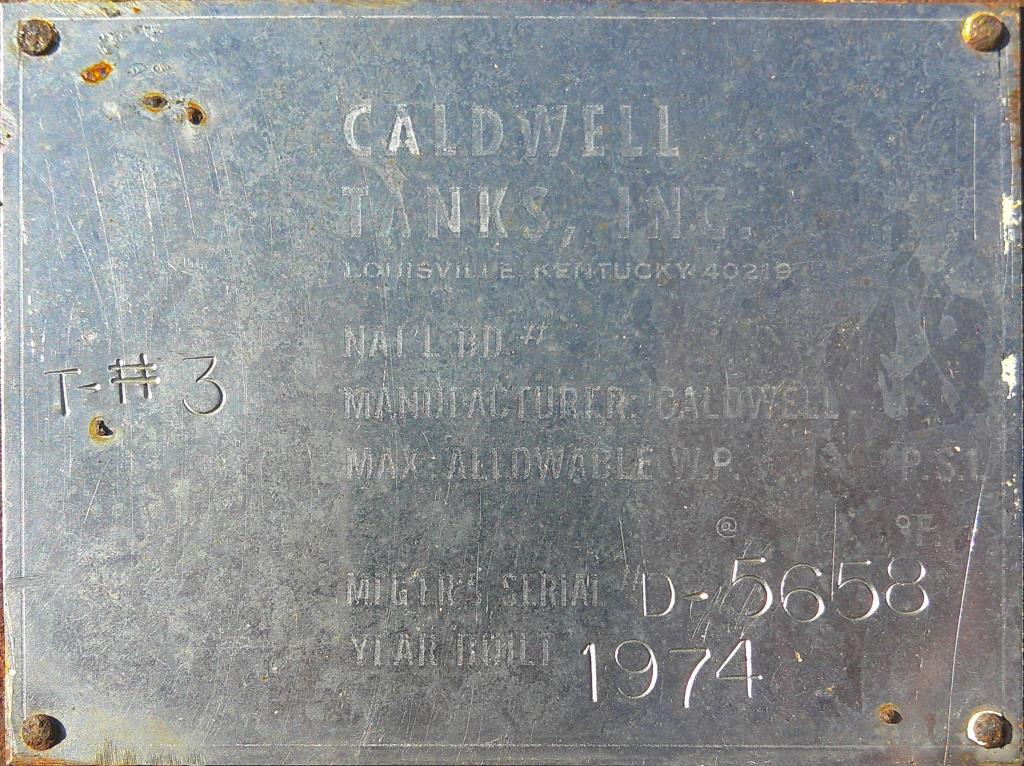 CALDWELL
TANKS, INC.
LOUISVILLE, KENTUCKY 40219
NAT'L BD. #
T-#3
MANUFACTURER: CALDWELL
MAX. ALLOWABLE W.P. P.S.I.
@ °F.
MFGER'S SERIAL # D-5658
YEAR BUILT 1974